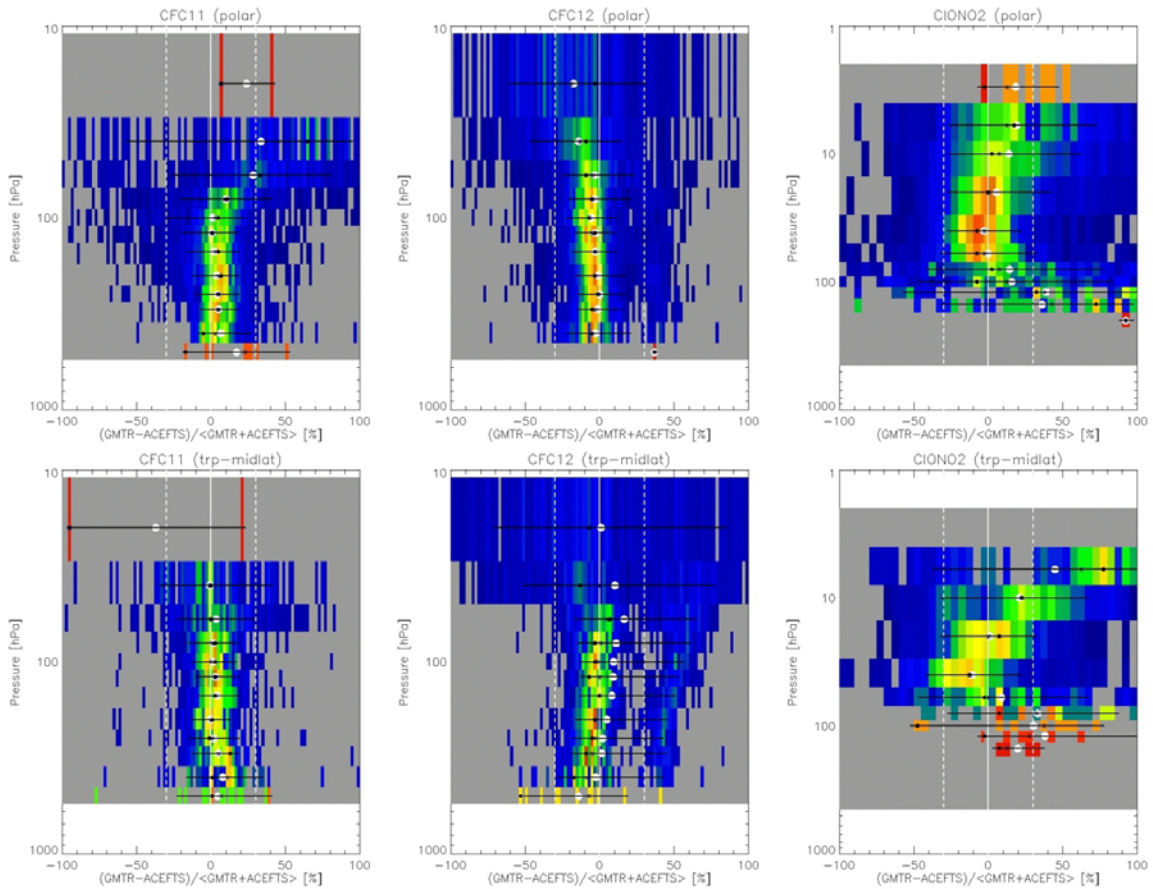 CFC11 (polar)
CFC12 (polar)
ClONO2 (polar)
10
10
1
Pressure [hPa]
Pressure [hPa]
Pressure [hPa]
10
100
100
100
1000
1000
1000
-100 -50 0 50 100
-100 -50 0 50 100
-100 -50 0 50 100
(GMTR-ACEFTS)/<GMTR+ACEFTS> [%]
(GMTR-ACEFTS)/<GMTR+ACEFTS> [%]
(GMTR-ACEFTS)/<GMTR+ACEFTS> [%]
CFC11 (trp-midlat)
CFC12 (trp-midlat)
ClONO2 (trp-midlat)
10
10
1
Pressure [hPa]
Pressure [hPa]
Pressure [hPa]
10
100
100
100
1000
1000
1000
-100 -50 0 50 100
-100 -50 0 50 100
-100 -50 0 50 100
(GMTR-ACEFTS)/<GMTR+ACEFTS> [%]
(GMTR-ACEFTS)/<GMTR+ACEFTS> [%]
(GMTR-ACEFTS)/<GMTR+ACEFTS> [%]